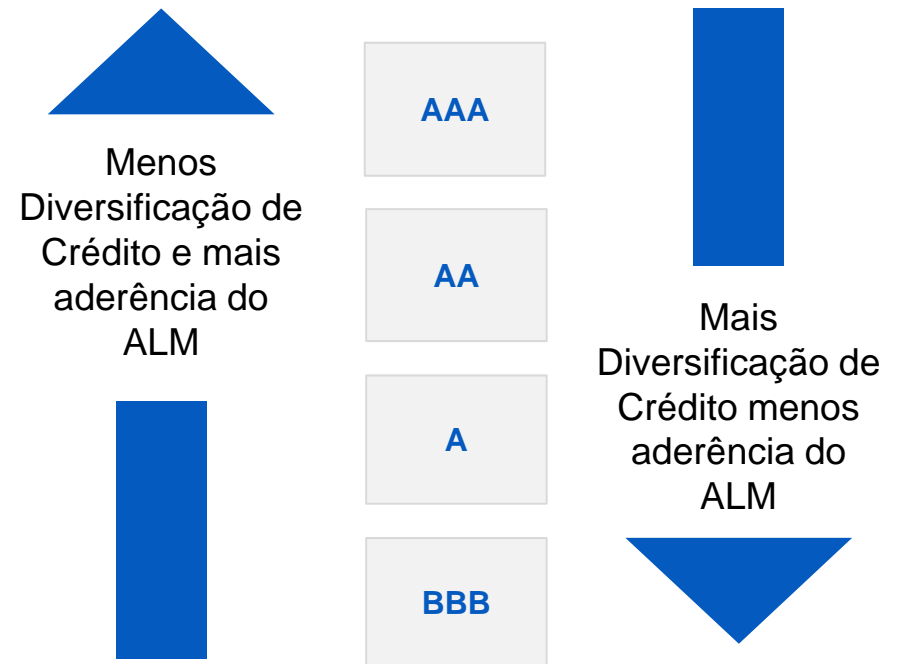 Menos
Diversificação de
Crédito e mais
aderência do
ALM
AAA
AA
A
BBB
Mais
Diversificação de
Crédito menos
aderência do
ALM